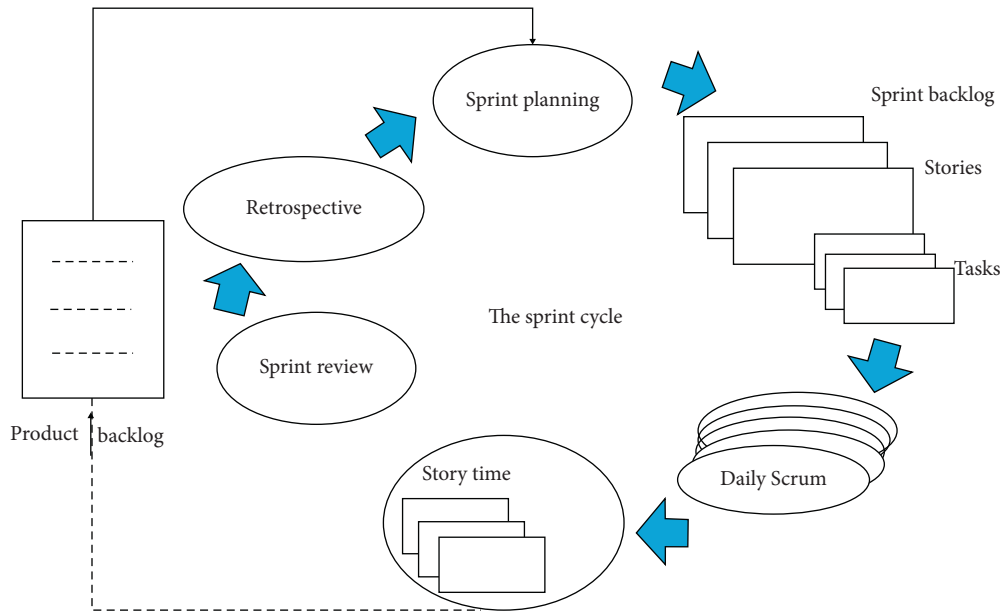 Sprint planning
Sprint backlog
Stories
Tasks
Retrospective
The sprint cycle
Sprint review
Product backlog
Story time
Daily Scrum